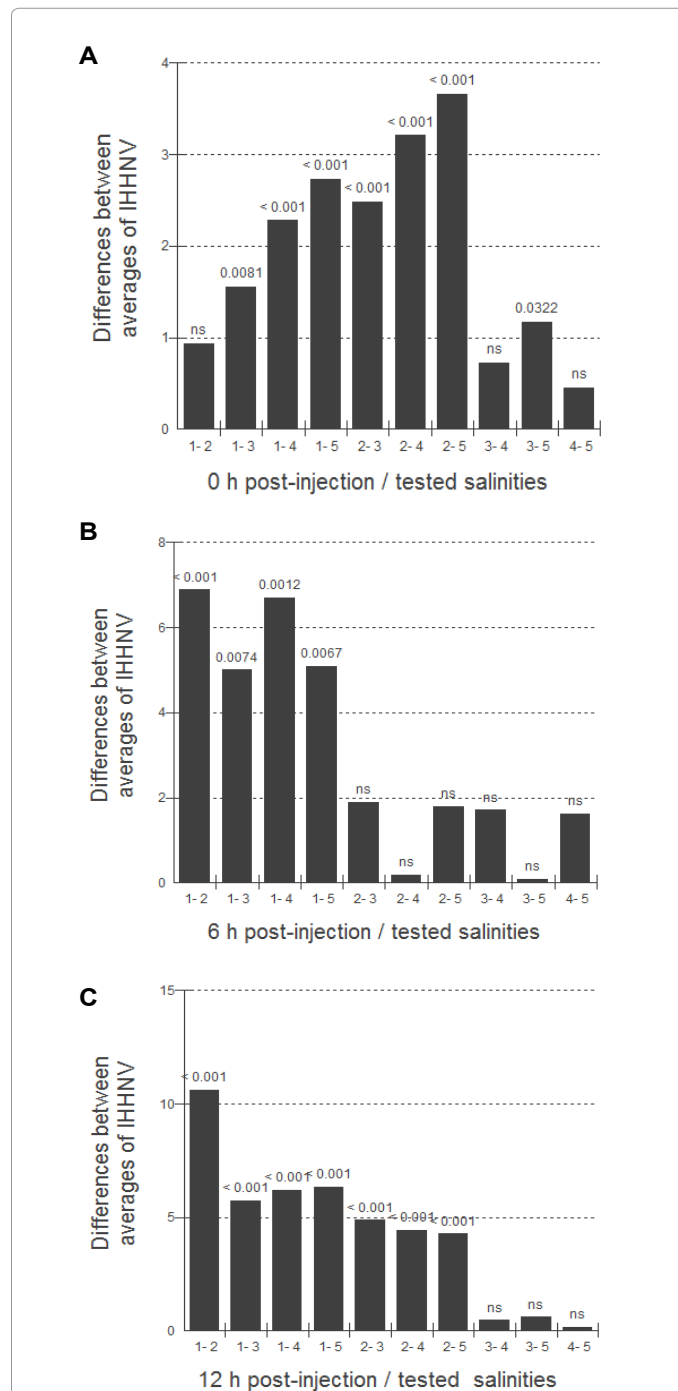 A
Differences between
averages of IHHNV
4
3
2
1
0
ns
0.0081
< 0.001
< 0.001
< 0.001
< 0.001
< 0.001
ns
0.0322
ns
1- 2 1- 3 1- 4 1- 5 2- 3 2- 4 2- 5 3- 4 3- 5 4- 5
0 h post-injection / tested salinities
B
Differences between
averages of IHHNV
8
6
4
2
0
< 0.001
0.0074
0.0012
0.0067
ns
ns
ns
ns
ns
ns
1- 2 1- 3 1- 4 1- 5 2- 3 2- 4 2- 5 3- 4 3- 5 4- 5
6 h post-injection / tested salinities
C
Differences between
averages of IHHNV
15
10
5
0
< 0.001
< 0.001
< 0.001
< 0.001
< 0.001
< 0.001
< 0.001
ns
ns
ns
1- 2 1- 3 1- 4 1- 5 2- 3 2- 4 2- 5 3- 4 3- 5 4- 5
12 h post-injection / tested salinities